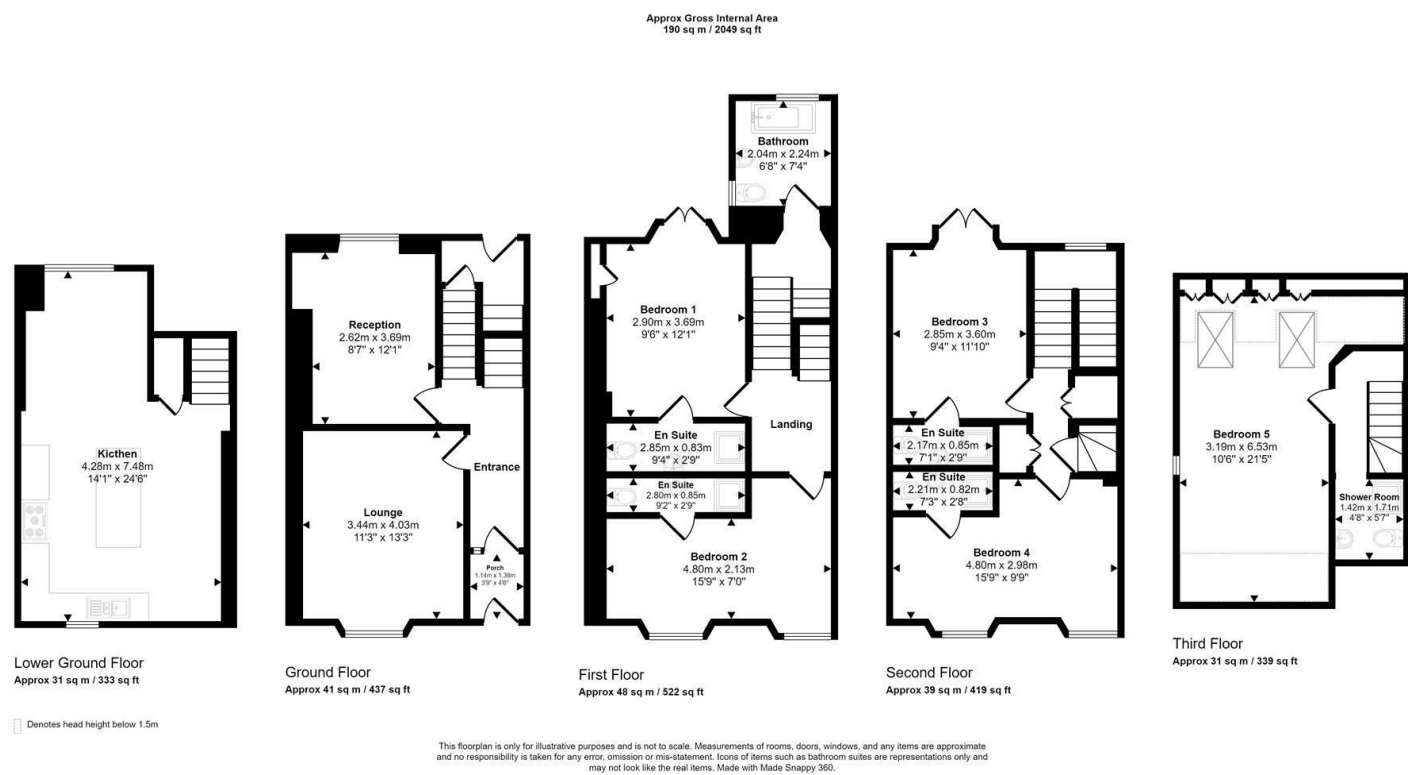 Approx Gross Internal Area
190 sq m / 2049 sq ft
Kicthen
4.28m x 7.48m
14'1" x 24'6"
Lower Ground Floor
Approx 31 sq m / 333 sq ft
Denotes head height below 1.5m
Reception
2.62m x 3.69m
8'7" x 12'1"
Entrance
Lounge
3.44m x 4.03m
11'3" x 13'3"
Porch
1.14m x 1.38m
3'9" x 4'6"
Ground Floor
Approx 41 sq m / 437 sq ft
Bathroom
2.04m x 2.24m
6'8" x 7'4"
Bedroom 1
2.90m x 3.69m
9'6" x 12'1"
Landing
En Suite
2.85m x 0.83m
9'4" x 2'9"
En Suite
2.80m x 0.85m
9'2" x 2'9"
Bedroom 2
4.80m x 2.13m
15'9" x 7'0"
First Floor
Approx 48 sq m / 522 sq ft
Bedroom 3
2.85m x 3.60m
9'4" x 11'10"
En Suite
2.17m x 0.85m
7'1" x 2'9"
En Suite
2.21m x 0.82m
7'3" x 2'8"
Bedroom 4
4.80m x 2.98m
15'9" x 9'9"
Second Floor
Approx 39 sq m / 419 sq ft
Bedroom 5
3.19m x 6.53m
10'6" x 21'5"
Shower Room
1.42m x 1.71m
4'8" x 5'7"
Third Floor
Approx 31 sq m / 339 sq ft
This floorplan is only for illustrative purposes and is not to scale. Measurements of rooms, doors, windows, and any items are approximate
and no responsibility is taken for any error, omission or mis-statement. Icons of items such as bathroom suites are representations only and
may not look like the real items. Made with Made Snappy 360.